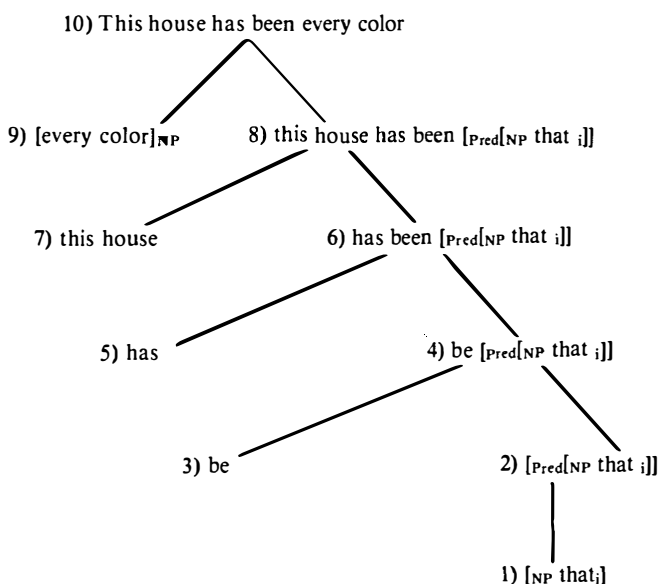 10) This house has been every color
9) [every color]NP 8) this house has been [Pred[NP that i]]
7) this house 6) has been [Pred[NP that i]]
5) has 4) be [Pred[NP that i]]
3) be 2) [Pred[NP that i]]
1) [NP thati]